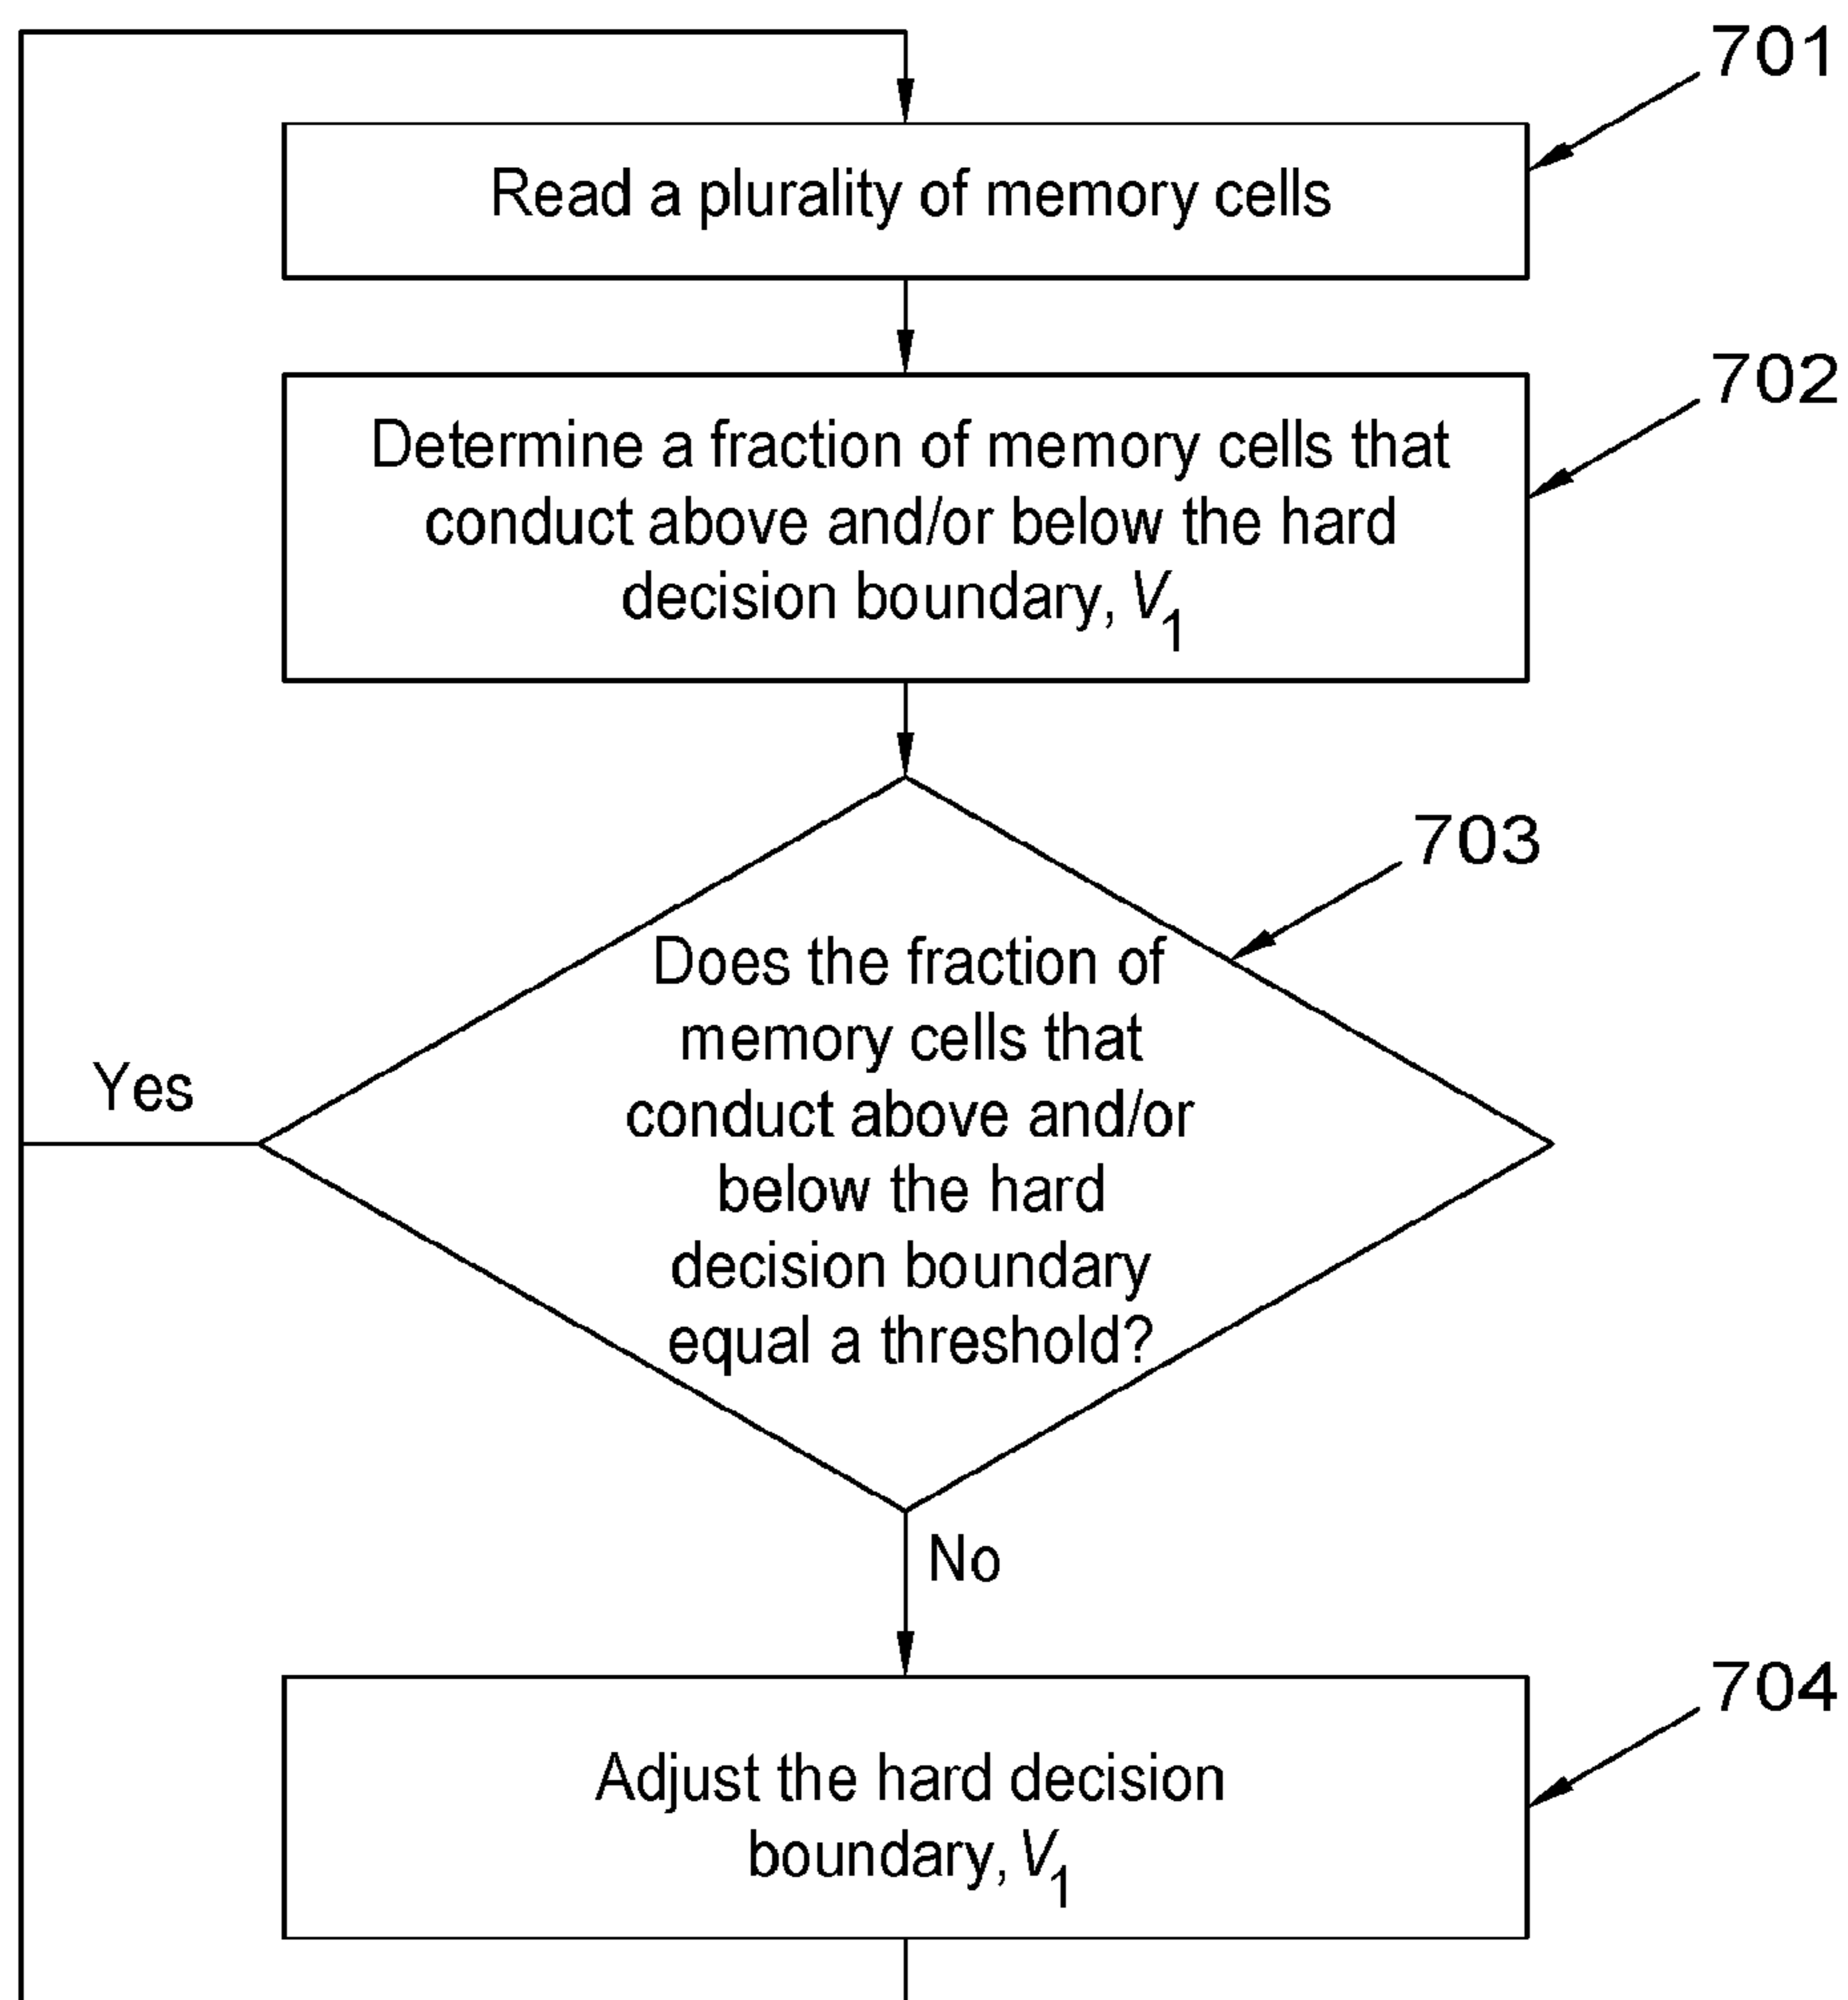 701
Read a plurality of memory cells
702
Determine a fraction of memory cells that
conduct above and/or below the hard
decision boundary, V1
703
Does the fraction of
memory cells that
conduct above and/or
below the hard
decision boundary
equal a threshold?
Yes
No
704
Adjust the hard decision
boundary, V1